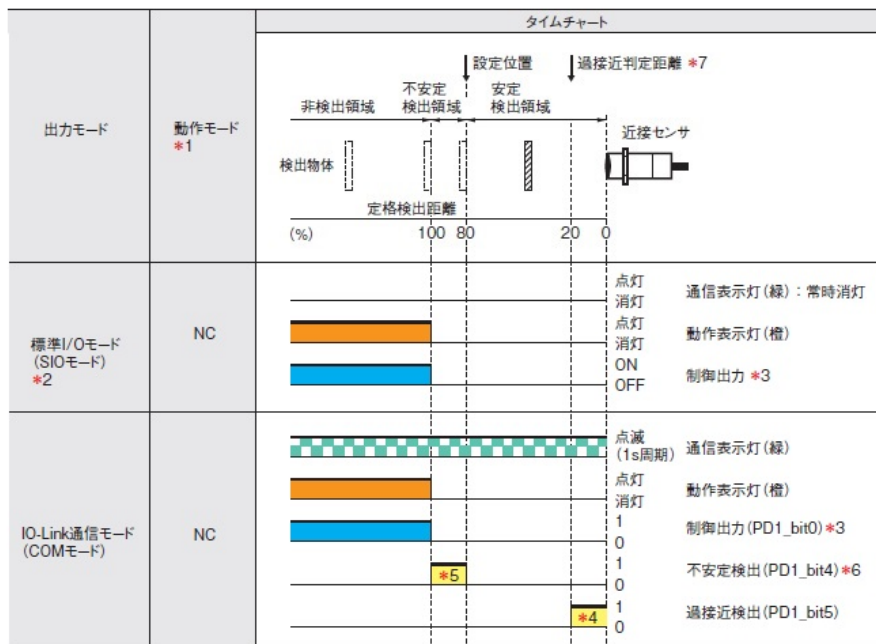 タイムチャート
出力モード
動作モード
*1
設定位置
過接近判定距離 *7
非検出領域
不安定
検出領域
安定
検出領域
近接センサ
検出物体
定格検出距離
(%)
100 80
20
0
標準I/Oモード
(SIOモード)
*2
NC
点灯
消灯
通信表示灯(緑)：常時消灯
点灯
消灯
動作表示灯(橙)
ON
OFF
制御出力 *3
IO-Link通信モード
(COMモード)
NC
点滅
(1s周期)
通信表示灯(緑)
点灯
消灯
動作表示灯(橙)
1
0
制御出力(PD1_bit0)*3
*5
1
0
不安定検出(PD1_bit4)*6
*4
1
0
過接近検出(PD1_bit5)